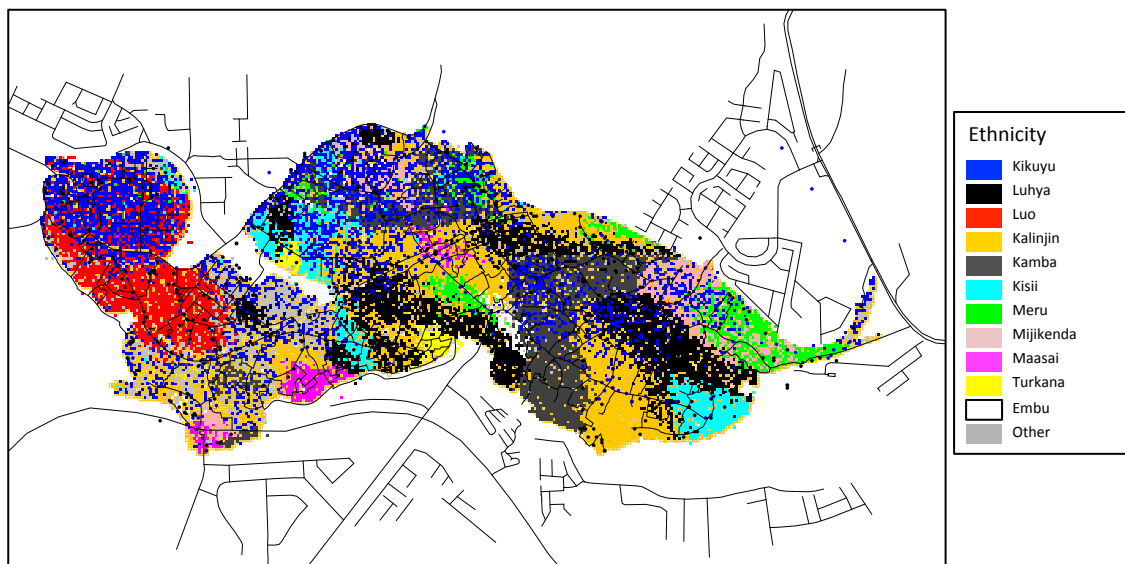 Ethnicity
Kikuyu
Luhya
Luo
Kalinjin
Kamba
Kisii
Meru
Mijikenda
Maasai
Turkana
Embu
Other